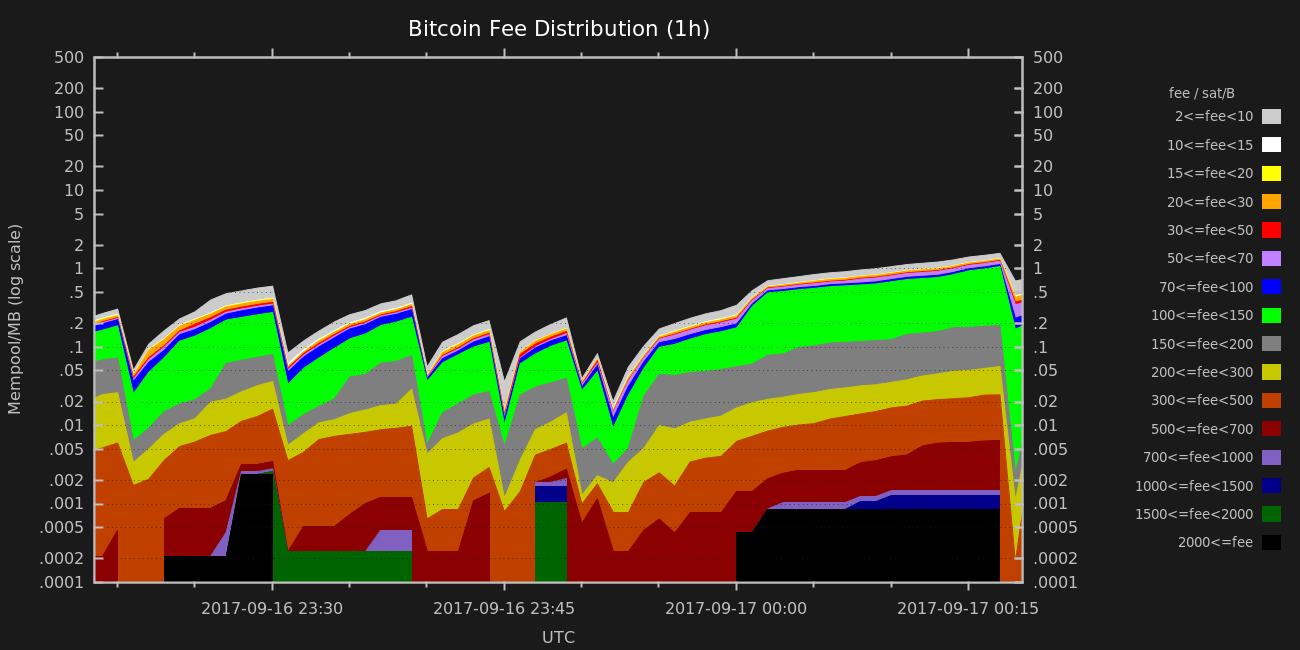 Bitcoin Fee Distribution (1h)
500 500
200 200
100 100
50 50
20 20
10 10
5 5
2 2
1 1
.5 .5
.2 .2
.1 .1
.05 .05
.02 .02
.01 .01
.005 .005
.002 .002
.001 .001
.0005 .0005
.0002 .0002
.0001 .0001
Mempool/MB (log scale)
2017-09-16 23:30 2017-09-16 23:45 2017-09-17 00:00 2017-09-17 00:15
UTC
fee / sat/B
2<=fee<10
10<=fee<15
15<=fee<20
20<=fee<30
30<=fee<50
50<=fee<70
70<=fee<100
100<=fee<150
150<=fee<200
200<=fee<300
300<=fee<500
500<=fee<700
700<=fee<1000
1000<=fee<1500
1500<=fee<2000
2000<=fee